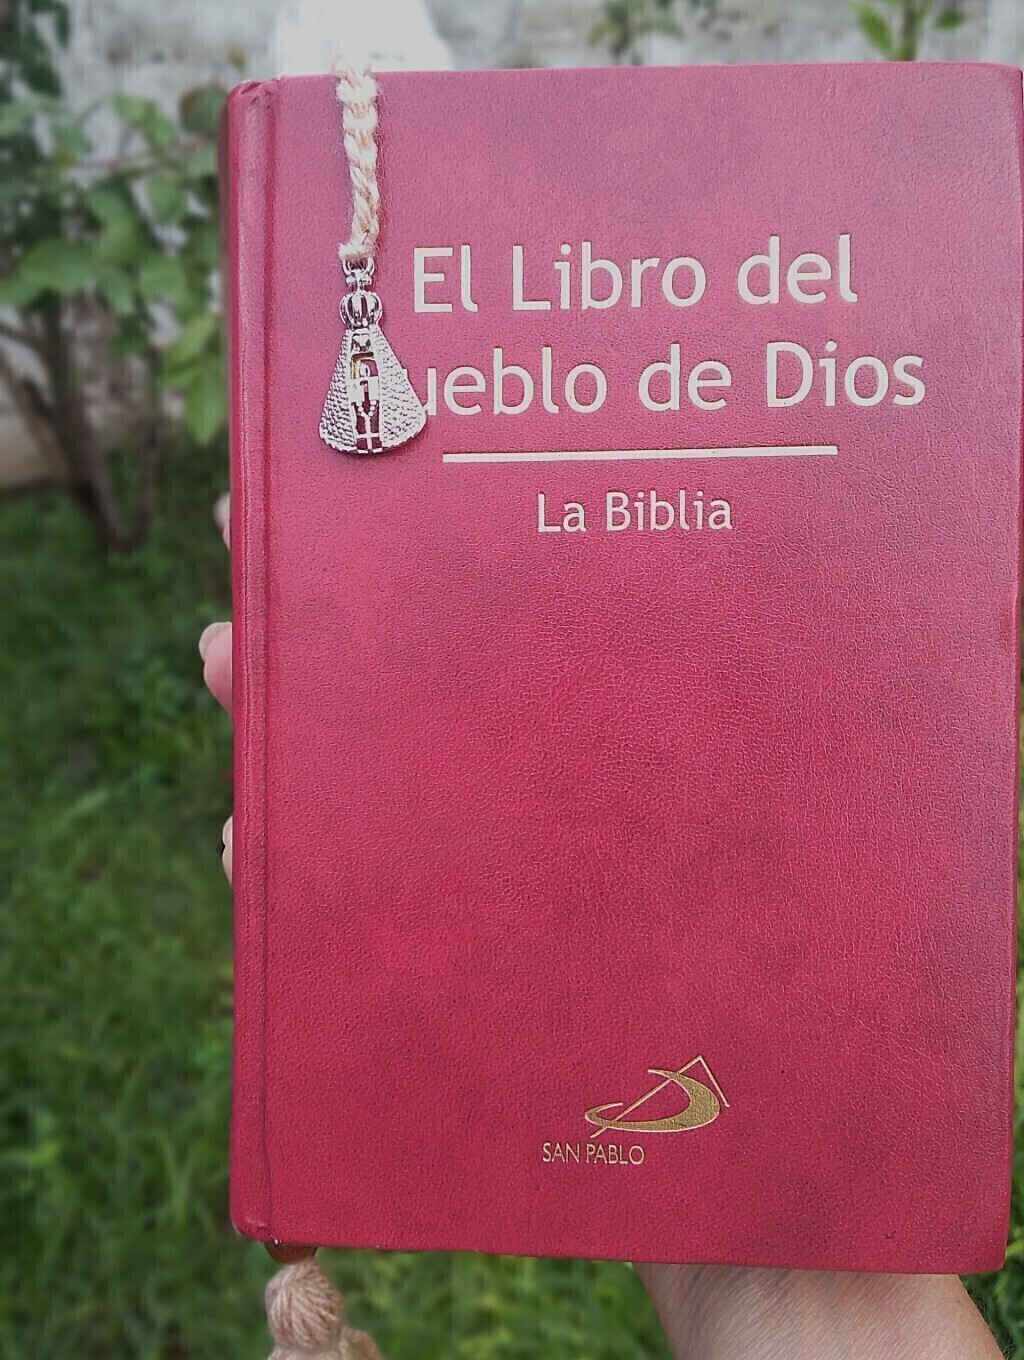 El Libro del
ueblo de Dios
La Biblia
SAN PABLO